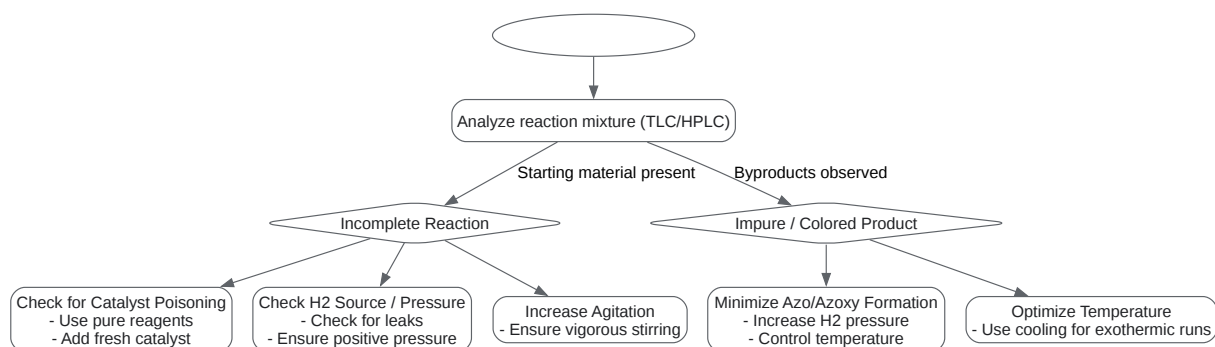 Analyze reaction mixture (TLC/HPLC)
Starting material present
Byproducts observed
Incomplete Reaction
Impure / Colored Product
Check for Catalyst Poisoning
- Use pure reagents
- Add fresh catalyst
Check H2 Source / Pressure
- Check for leaks
- Ensure positive pressure
Increase Agitation
- Ensure vigorous stirring
Minimize Azo/Azoxy Formation
- Increase H2 pressure
- Control temperature
Optimize Temperature
- Use cooling for exothermic runs